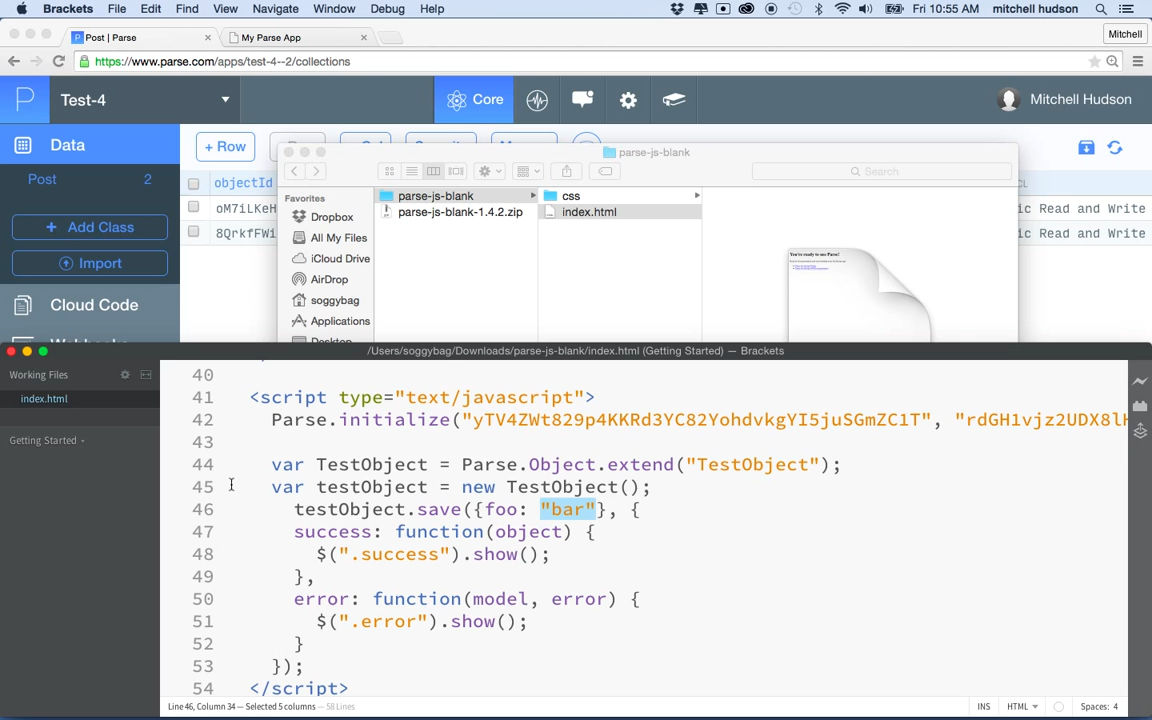 Brackets File Edit Find View Navigate Window Debug Help Fri 10:55 AM mitchell hudson
Post | Parse My Parse App Mitchell
https://www.parse.com/apps/test-4--2/collections
Test-4 Core Mitchell Hudson
Data + Row
parse-js-blank
Search
Post 2 objectId
Favorites
parse-js-blank css
oM7iLKeH Dropbox parse-js-blank-1.4.2.zip index.html ic Read and Write
+ Add Class
8QrkfFWi All My Files ic Read and Write
iCloud Drive You're ready to use Parse!
Import
AirDrop
Cloud Code soggybag
Applications
Desktop
/Users/soggybag/Downloads/parse-js-blank/index.html (Getting Started) — Brackets
Working Files
index.html
Getting Started
40
41 <script type="text/javascript">
42 Parse.initialize("yTV4ZWt829p4KKRd3YC82YohdvkgYI5juSGmZC1T", "rdGH1vjz2UDX8lH
43
44 var TestObject = Parse.Object.extend("TestObject");
45 var testObject = new TestObject();
46 testObject.save({foo: "bar"}, {
47 success: function(object) {
48 $(".success").show();
49 },
50 error: function(model, error) {
51 $(".error").show();
52 }
53 });
54 </script>
Line 46, Column 34 — Selected 5 columns — 58 Lines INS HTML Spaces: 4